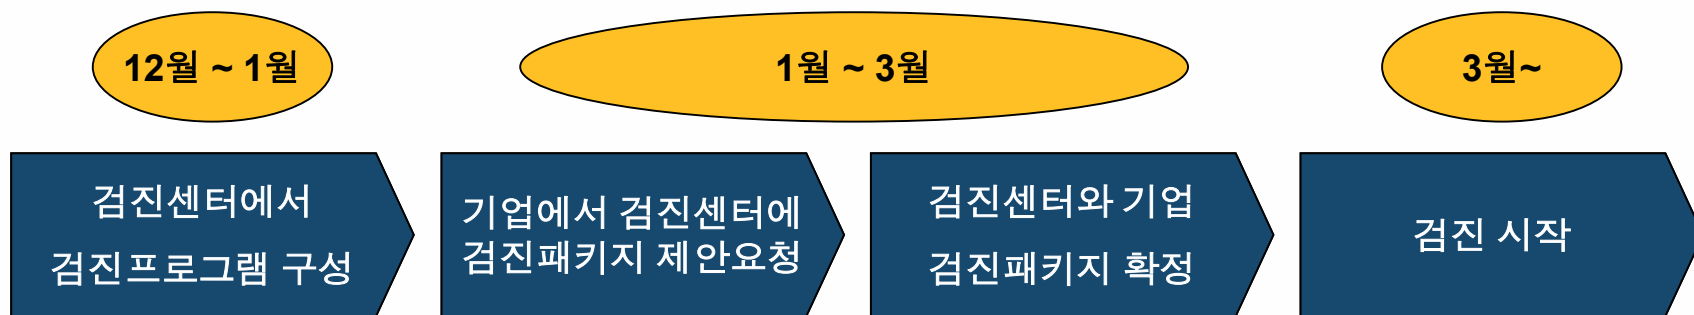 12월 ~ 1월
1월 ~ 3월
3월~
검진센터에서
검진프로그램 구성
기업에서 검진센터에
검진패키지 제안요청
검진센터와 기업
검진패키지 확정
검진 시작